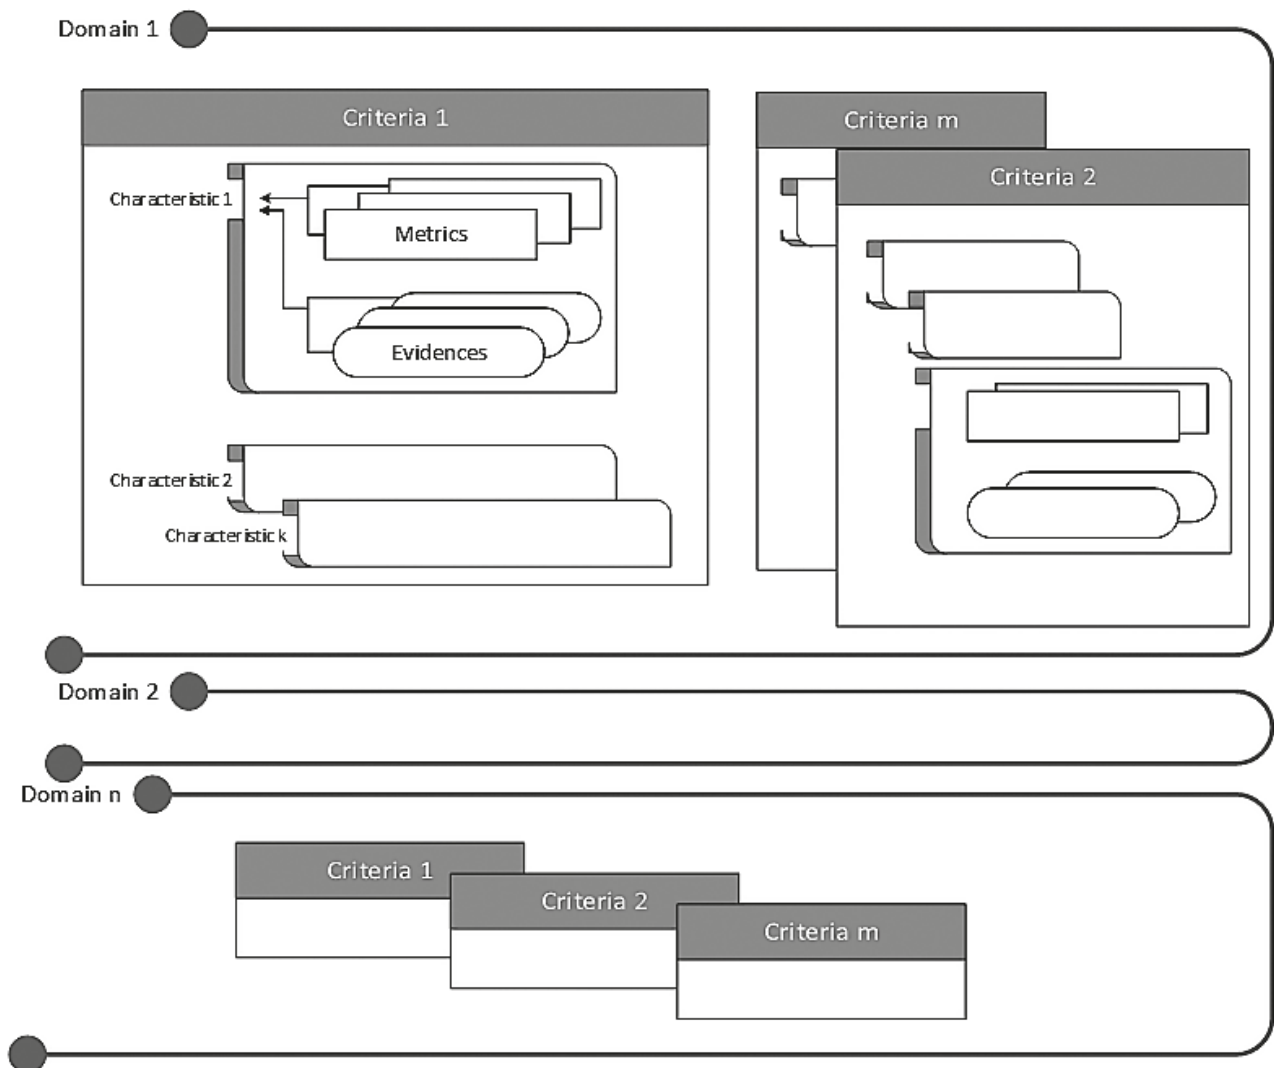 Domain 1
Criteria 1
Characteristic 1
Metrics
Evidences
Characteristic 2
Characteristic k
Criteria m
Criteria 2
Domain 2
Domain n
Criteria 1
Criteria 2
Criteria m